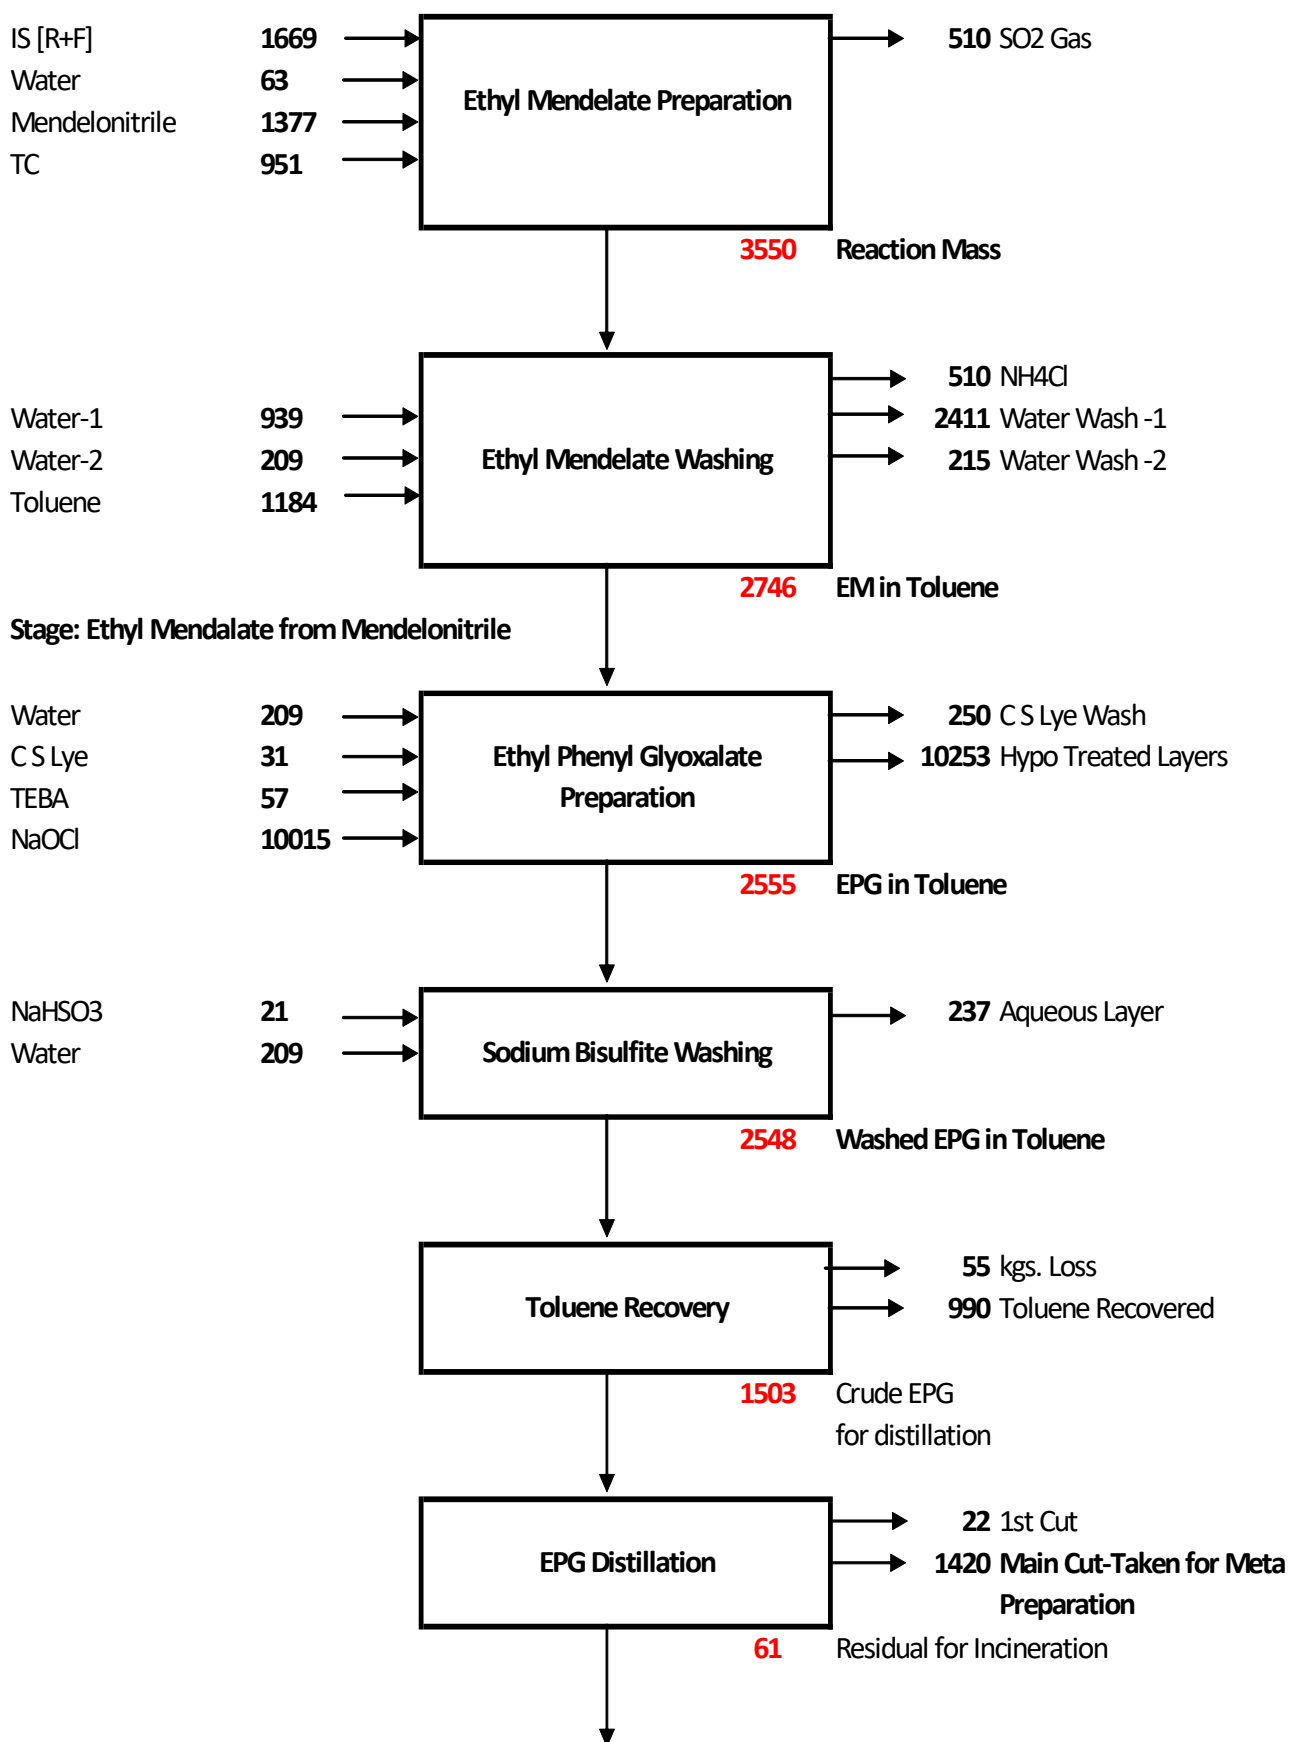 IS [R+F] 1669 510 SO2 Gas
Water 63
Ethyl Mendelate Preparation
Mendelonitrile 1377
TC 951
3550 Reaction Mass
510 NH4Cl
Water-1 939 2411 Water Wash -1
Water-2 209 Ethyl Mendelate Washing 215 Water Wash -2
Toluene 1184
2746 EM in Toluene
Stage: Ethyl Mendalate from Mendelonitrile
Water 209 250 C S Lye Wash
C S Lye 31 Ethyl Phenyl Glyoxalate 10253 Hypo Treated Layers
TEBA 57 Preparation
NaOCl 10015
2555 EPG in Toluene
NaHSO3 21 237 Aqueous Layer
Water 209 Sodium Bisulfite Washing
2548 Washed EPG in Toluene
55 kgs. Loss
Toluene Recovery 990 Toluene Recovered
1503 Crude EPG
for distillation
22 1st Cut
EPG Distillation 1420 Main Cut-Taken for Meta
Preparation
61 Residual for Incineration